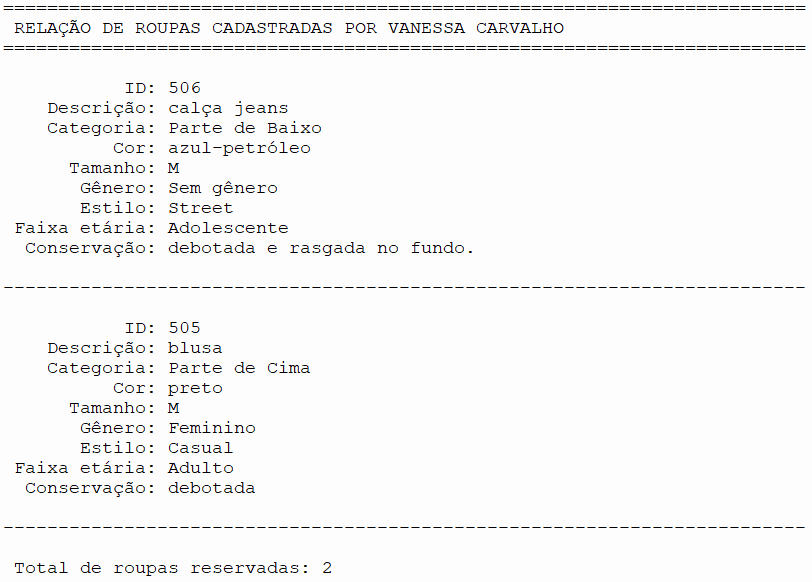 =========================================================================
RELAÇÃO DE ROUPAS CADASTRADAS POR VANESSA CARVALHO
=========================================================================
ID: 506
Descrição: calça jeans
Categoria: Parte de Baixo
Cor: azul-petróleo
Tamanho: M
Gênero: Sem gênero
Estilo: Street
Faixa etária: Adolescente
Conservação: debotada e rasgada no fundo.
-------------------------------------------------------------------------
ID: 505
Descrição: blusa
Categoria: Parte de Cima
Cor: preto
Tamanho: M
Gênero: Feminino
Estilo: Casual
Faixa etária: Adulto
Conservação: debotada
-------------------------------------------------------------------------
Total de roupas reservadas: 2